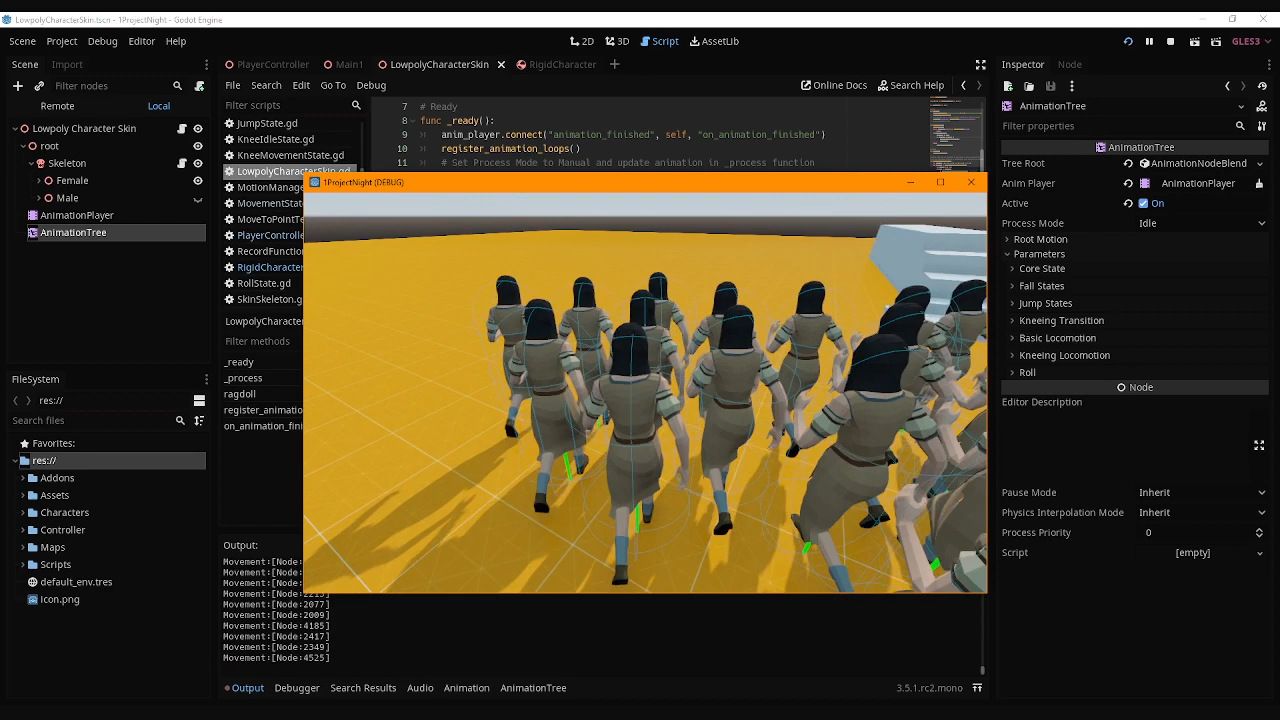 LowpolyCharacterSkin.tscn - 1ProjectNight - Godot Engine
Scene Project Debug Editor Help
2D 3D Script AssetLib
GLES3
Scene Import
Filter nodes
Remote Local
Lowpoly Character Skin
root
Skeleton
Female
Male
AnimationPlayer
AnimationTree
FileSystem
res://
Search files
Favorites:
res://
Addons
Assets
Characters
Controller
Maps
Scripts
default_env.tres
icon.png
PlayerController Main1 LowpolyCharacterSkin RigidCharacter
File Search Edit Go To Debug
Online Docs Search Help
Filter scripts
JumpState.gd
KneeIdleState.gd
KneeMovementState.gd
LowpolyCharacterSkin.gd
MotionManage
MovementStat
MoveToPointTe
PlayerControlle
RecordFunction
RigidCharacter
RollState.gd
SkinSkeleton.g
LowpolyCharacter
Filter methods
_ready
_process
ragdoll
register_animatio
on_animation_fini
7 # Ready
8 func _ready():
9 anim_player.connect("animation_finished", self, "on_animation_finished")
10 register_animation_loops()
11 # Set Process Mode to Manual and update animation in _process function
1ProjectNight (DEBUG)
Output:
Movement:[Node:
Movement:[Node:
Movement:[Node:
Movement:[Node:2213]
Movement:[Node:2077]
Movement:[Node:2009]
Movement:[Node:4185]
Movement:[Node:2417]
Movement:[Node:2349]
Movement:[Node:4525]
Output Debugger Search Results Audio Animation AnimationTree
3.5.1.rc2.mono
Inspector Node
AnimationTree
Filter properties
AnimationTree
Tree Root AnimationNodeBlend
Anim Player AnimationPlayer
Active On
Process Mode Idle
Root Motion
Parameters
Core State
Fall States
Jump States
Kneeing Transition
Basic Locomotion
Kneeing Locomotion
Roll
Node
Editor Description
Pause Mode Inherit
Physics Interpolation Mode Inherit
Process Priority 0
Script [empty]